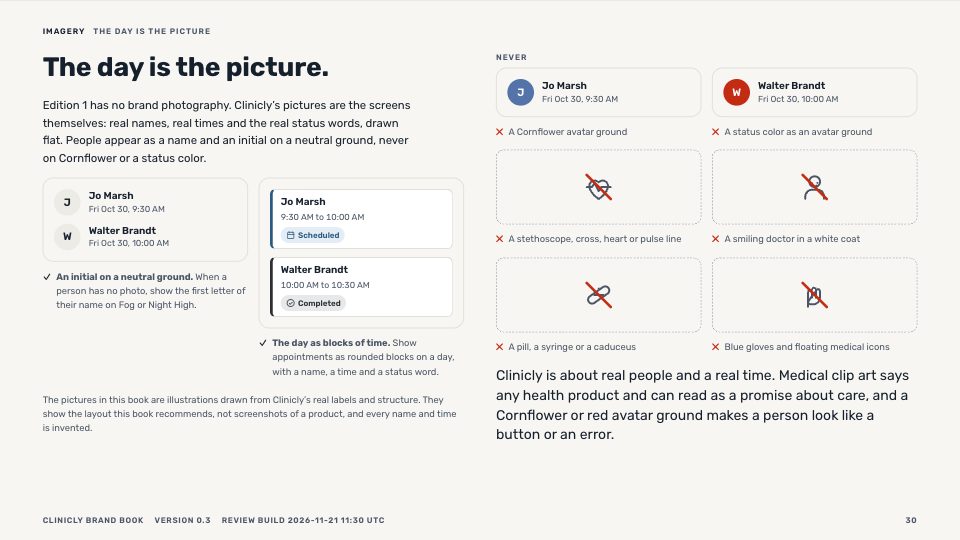 IMAGERY THE DAY IS THE PICTURE
The day is the picture.
Edition 1 has no brand photography. Clinicly’s pictures are the screens
themselves: real names, real times and the real status words, drawn
flat. People appear as a name and an initial on a neutral ground, never
on Cornflower or a status color.
J
Jo Marsh
Fri Oct 30, 9:30 AM
W
Walter Brandt
Fri Oct 30, 10:00 AM
An initial on a neutral ground. When a
person has no photo, show the first letter of
their name on Fog or Night High.
Jo Marsh
9:30 AM to 10:00 AM
Scheduled
Walter Brandt
10:00 AM to 10:30 AM
Completed
The day as blocks of time. Show
appointments as rounded blocks on a day,
with a name, a time and a status word.
The pictures in this book are illustrations drawn from Clinicly’s real labels and structure. They
show the layout this book recommends, not screenshots of a product, and every name and time
is invented.
NEVER
J
Jo Marsh
Fri Oct 30, 9:30 AM
A Cornflower avatar ground
W
Walter Brandt
Fri Oct 30, 10:00 AM
A status color as an avatar ground
A stethoscope, cross, heart or pulse line
A smiling doctor in a white coat
A pill, a syringe or a caduceus
Blue gloves and floating medical icons
Clinicly is about real people and a real time. Medical clip art says
any health product and can read as a promise about care, and a
Cornflower or red avatar ground makes a person look like a
button or an error.
CLINICLY BRAND BOOK VERSION 0.3 REVIEW BUILD 2026-11-21 11:30 UTC
30